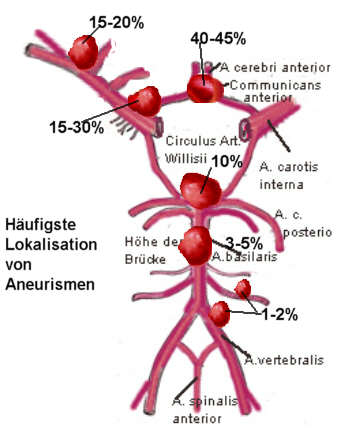 15-20%
40-45%
A cerebri anterior
Communicans
anterior
15-30%
Circulus Art.
Willisii
10%
A. carotis
interna
A. c.
posterio
Häufigste
Lokalisation
von
Aneurismen
Höhe de
Brücke
3-5%
A.basilaris
1-2%
A.vertebralis
A. spinalis
anterior